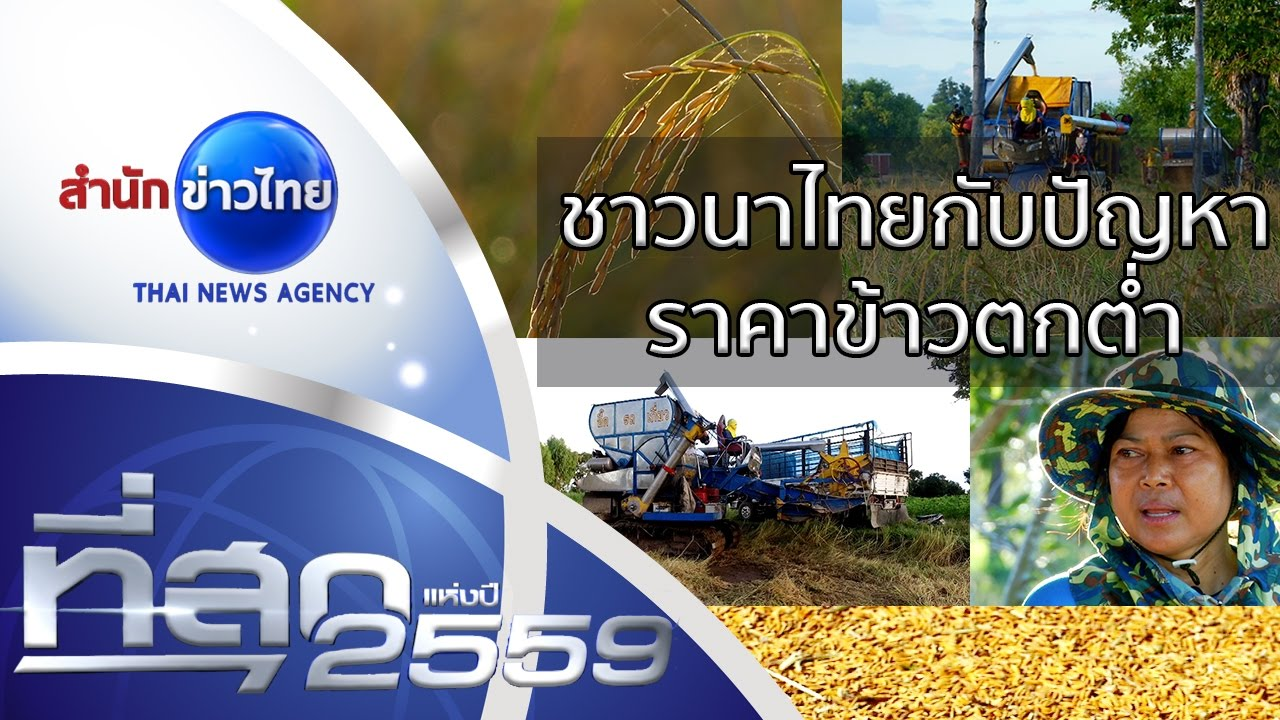 สำนักข่าวไทย
THAI NEWS AGENCY
ชาวนาไทยกับปัญหา
ราคาข้าวตกต่ำ
ที่สุด
แห่งปี
2559